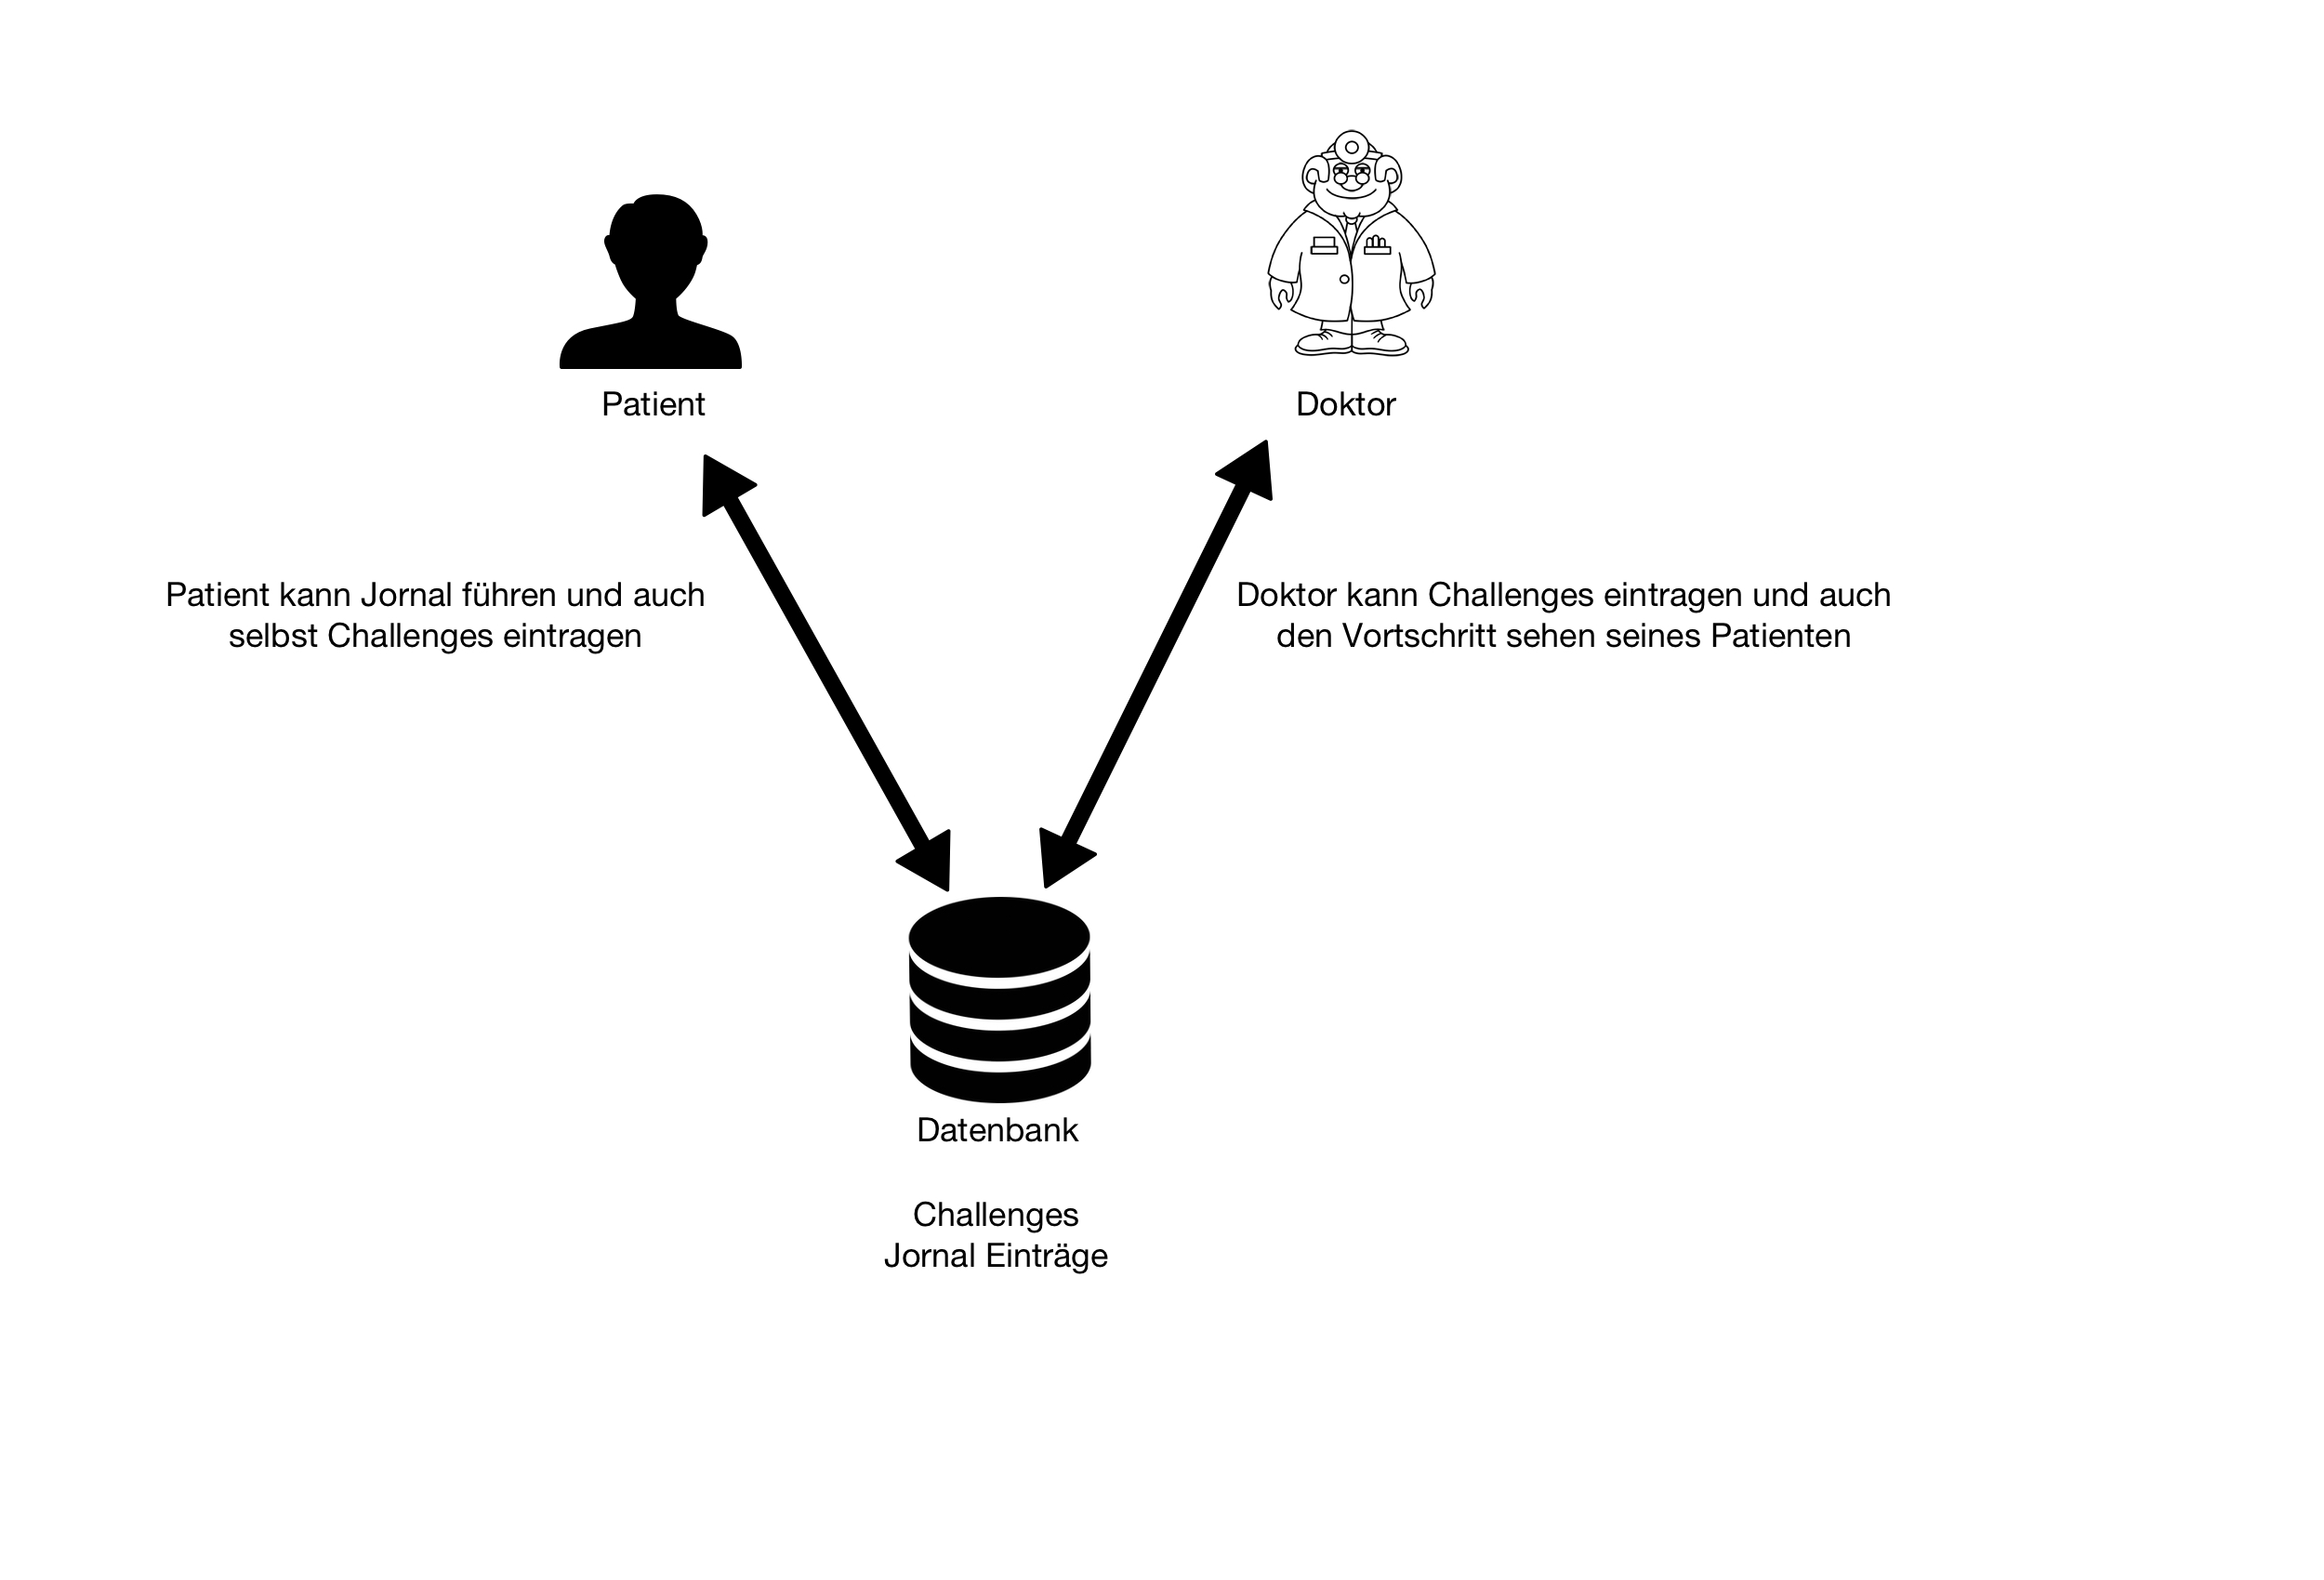 Patient
Doktor
Patient kann Jornal führen und auch
selbst Challenges eintragen
Doktor kann Challenges eintragen und auch
den Vortschritt sehen seines Patienten
Datenbank
Challenges
Jornal Einträge